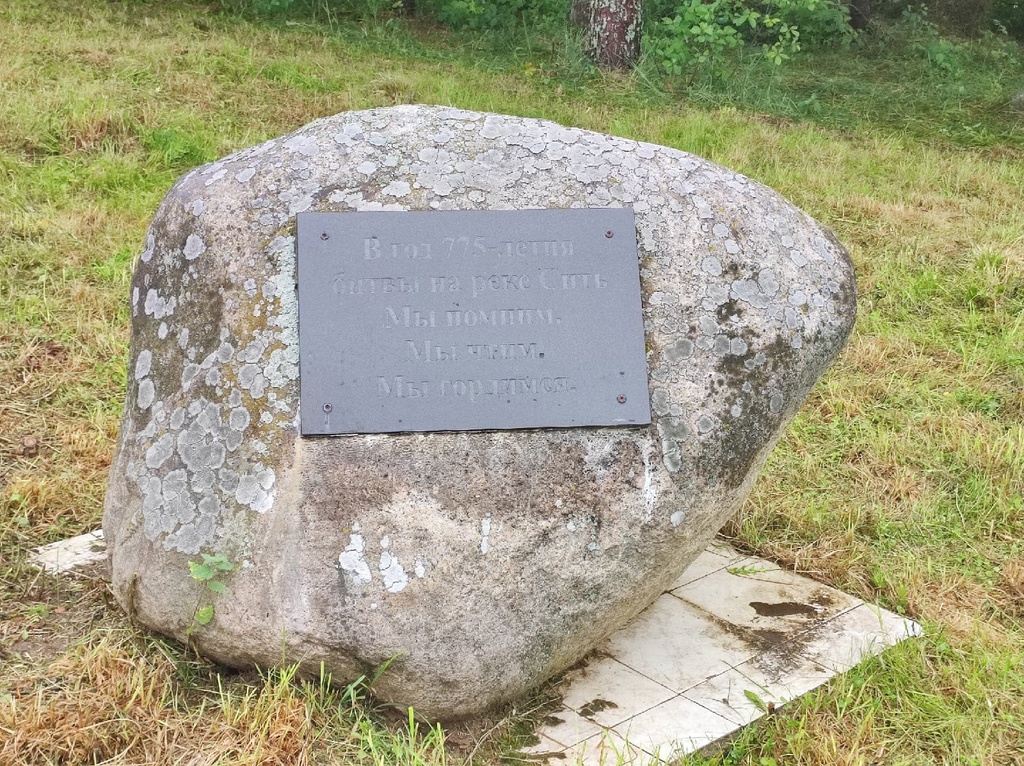 В год 775-летия
битвы на реке Сить
Мы помним.
Мы чтим.
Мы гордимся.